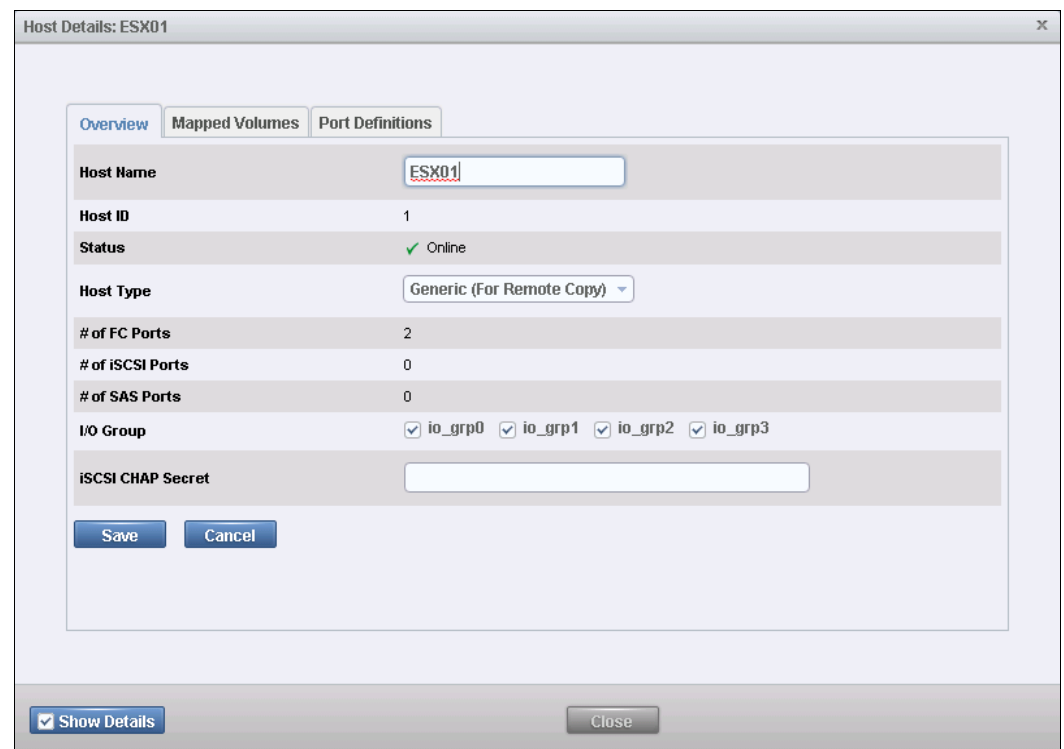 Host Details: ESX01 x
Overview Mapped Volumes Port Definitions
Host Name ESX01
Host ID 1
Status Online
Host Type Generic (For Remote Copy)
# of FC Ports 2
# of iSCSI Ports 0
# of SAS Ports 0
I/O Group io_grp0 io_grp1 io_grp2 io_grp3
iSCSI CHAP Secret
Save Cancel
Show Details Close